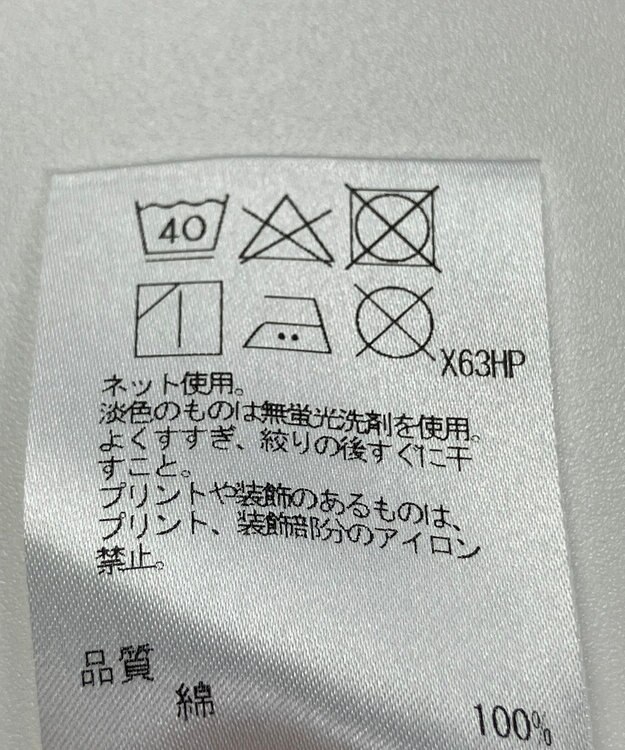 40
X63HP
ネット使用。
淡色のものは無蛍光洗剤を使用。
よくすすぎ、絞りの後すぐに干
すこと。
プリントや装飾のあるものは、
プリント、装飾部分のアイロン
禁止。
品質
綿 100%